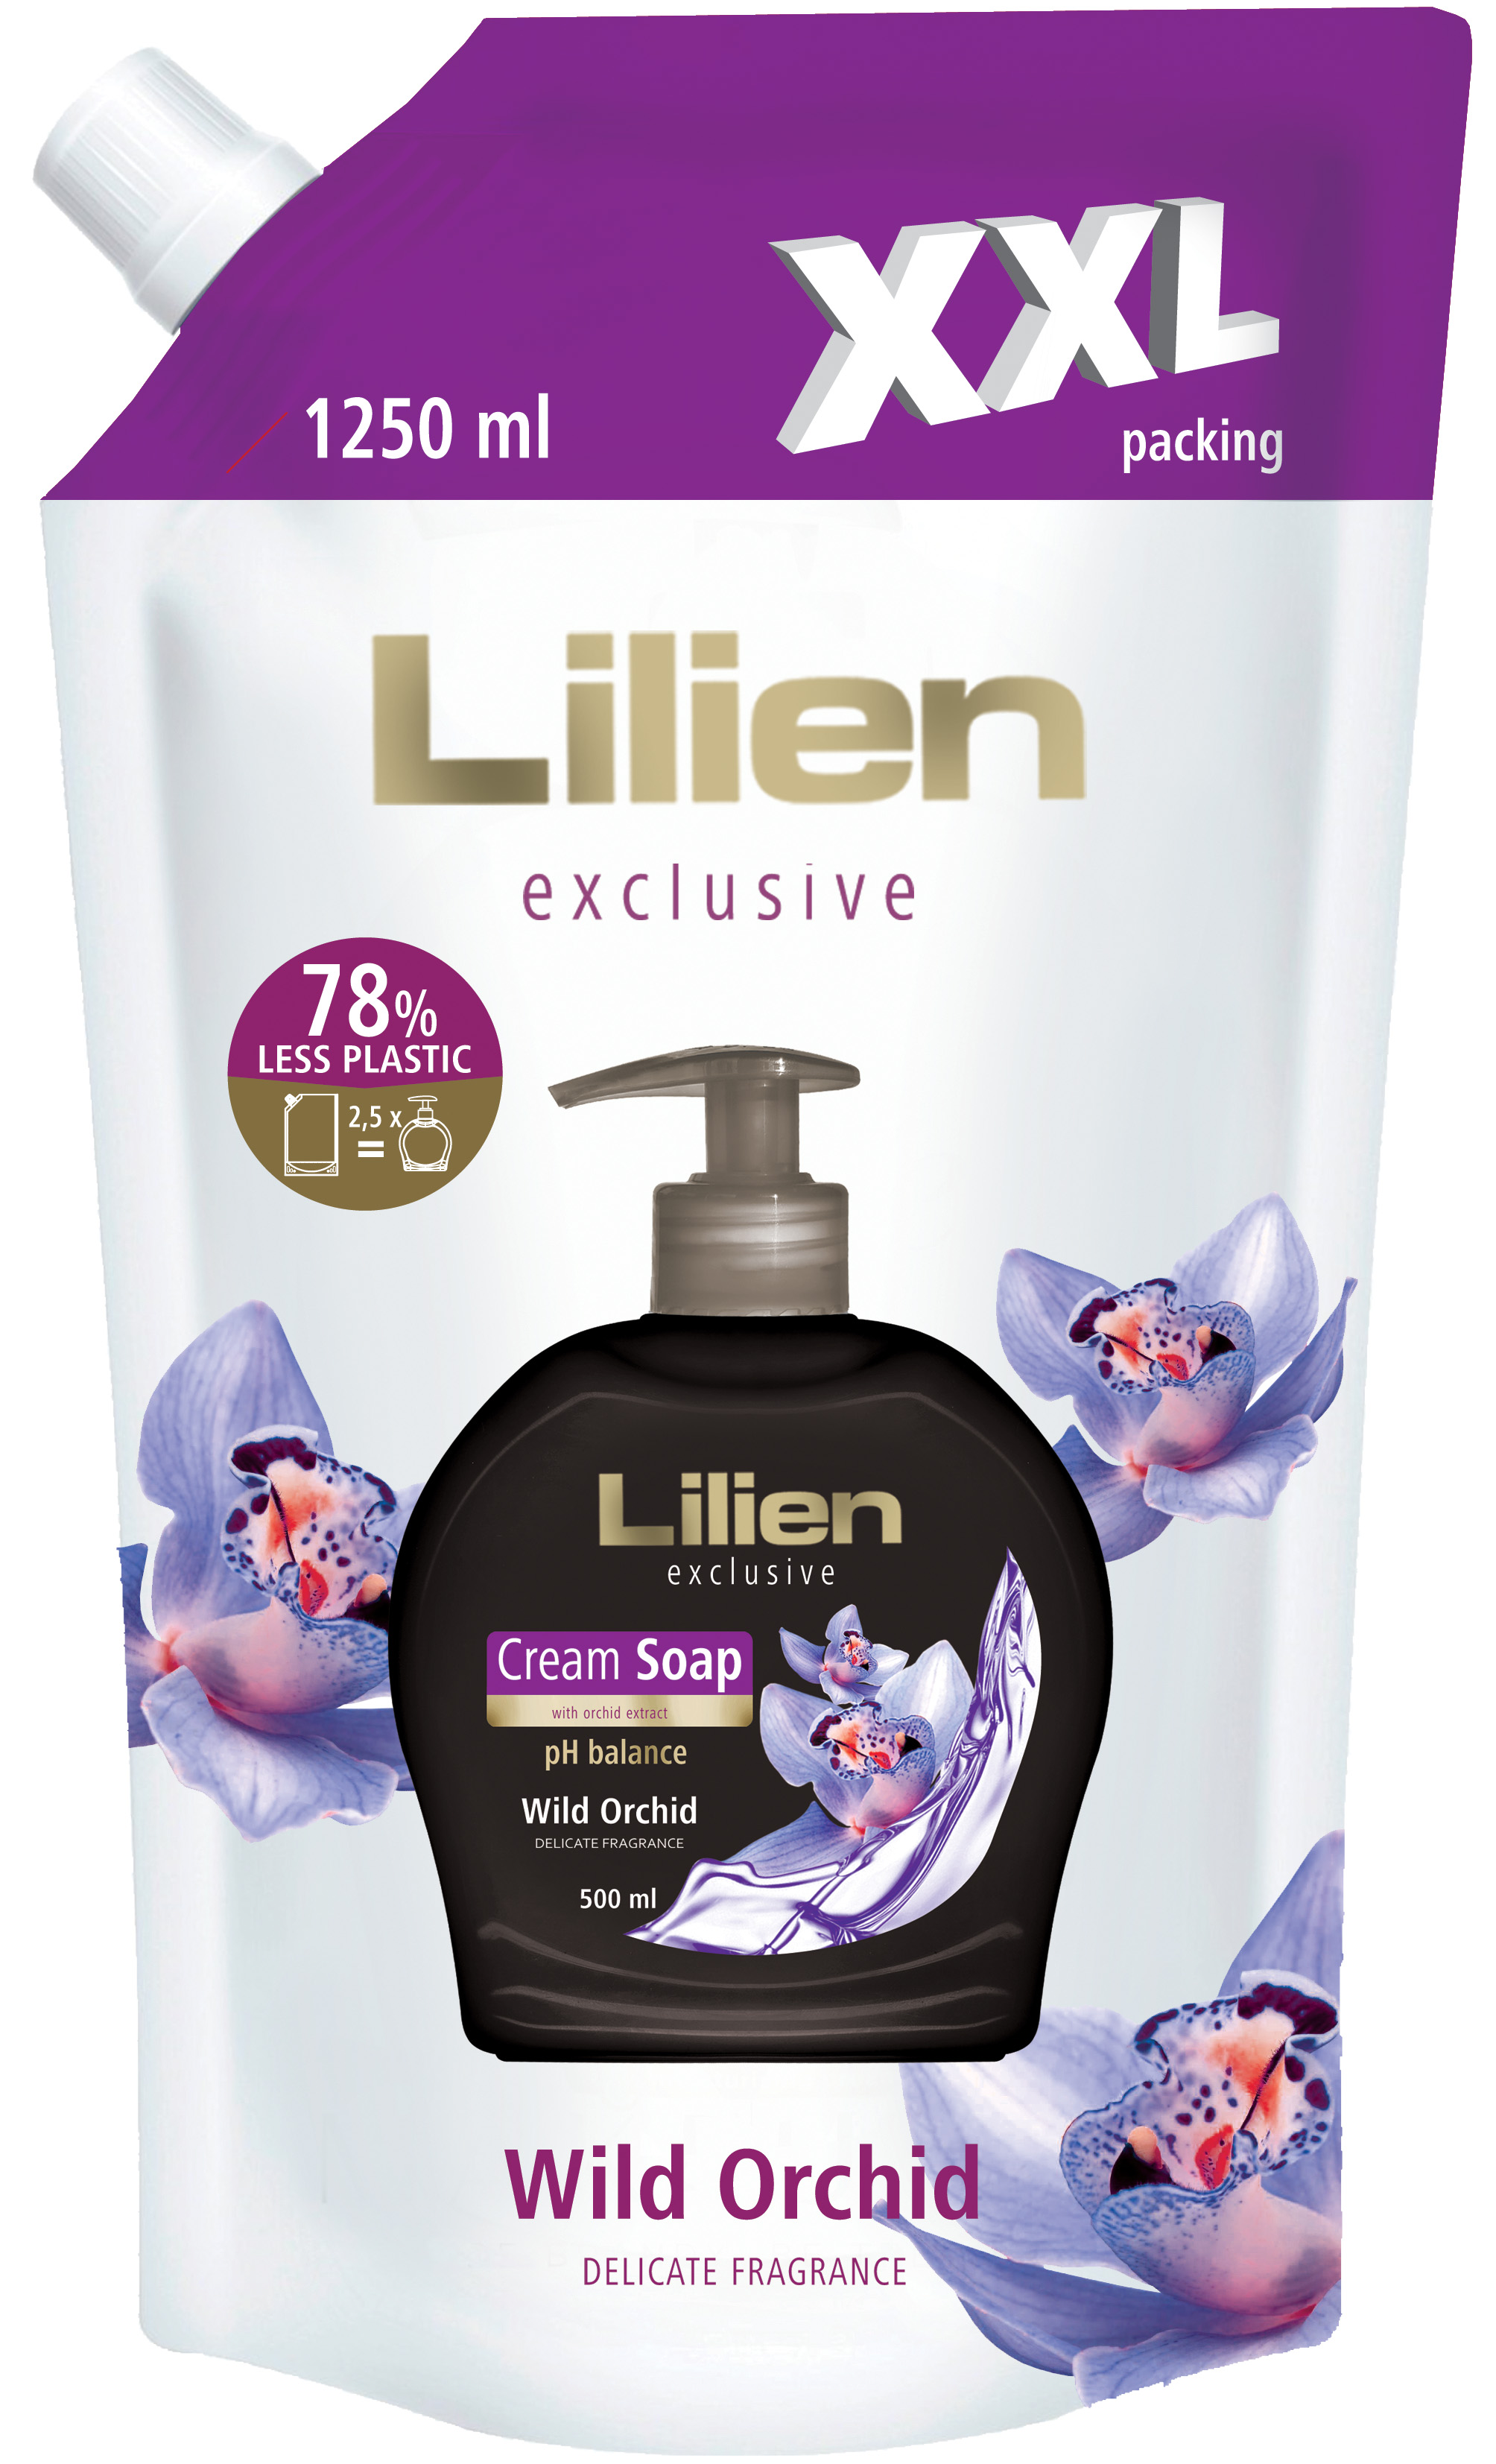 XXL
packing
1250 ml
Lilien
exclusive
78%
LESS PLASTIC
2,5 x
=
Lilien
exclusive
Cream Soap
with orchid extract
pH balance
Wild Orchid
DELICATE FRAGRANCE
500 ml
Wild Orchid
DELICATE FRAGRANCE